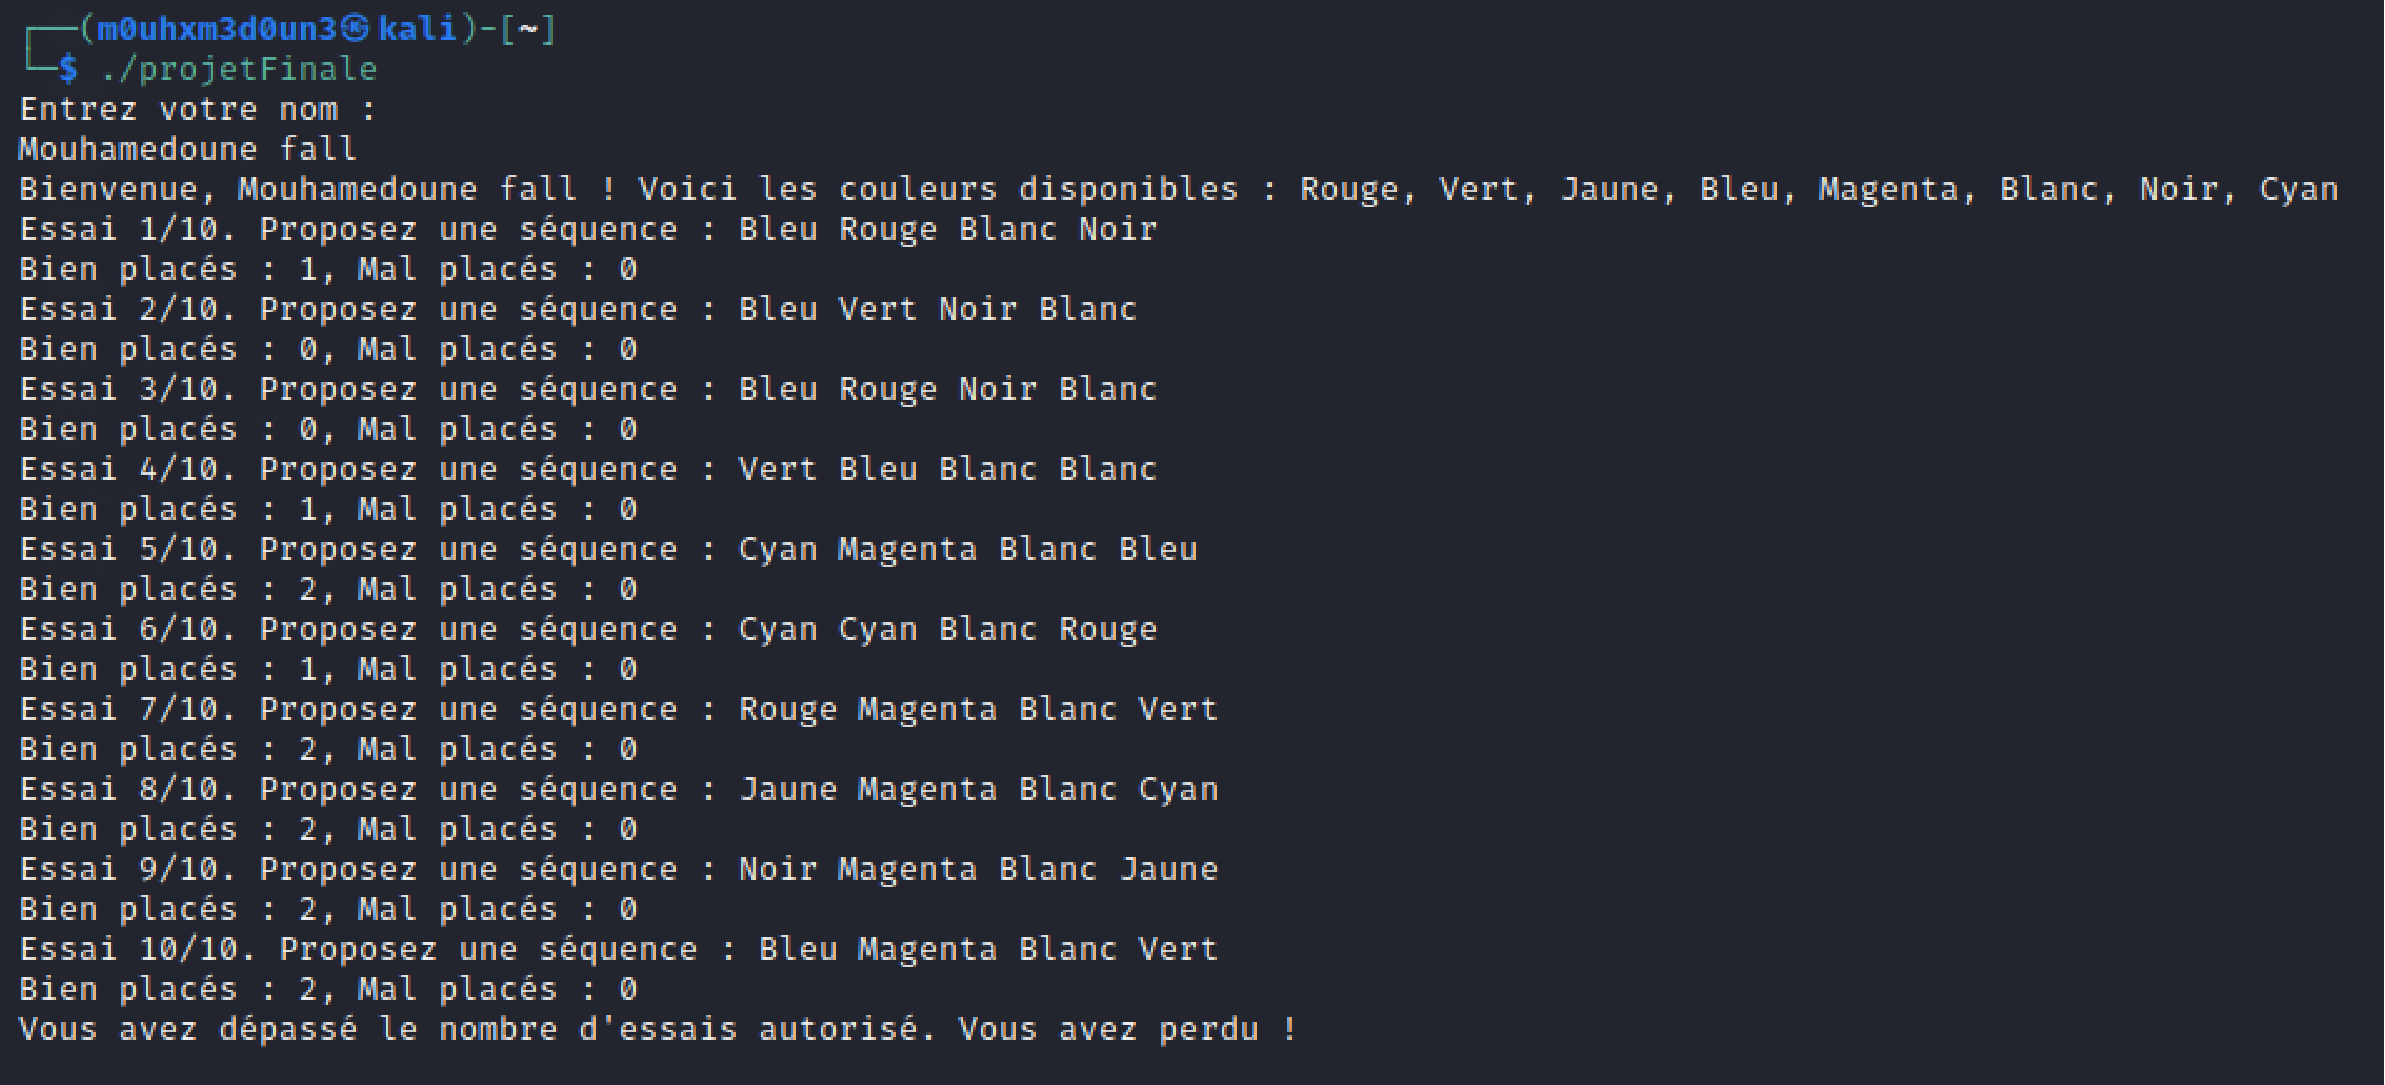 ┌──(m0uhxm3d0un3㉿kali)-[~]
└─$ ./projetFinale
Entrez votre nom :
Mouhamedoune fall
Bienvenue, Mouhamedoune fall ! Voici les couleurs disponibles : Rouge, Vert, Jaune, Bleu, Magenta, Blanc, Noir, Cyan
Essai 1/10. Proposez une séquence : Bleu Rouge Blanc Noir
Bien placés : 1, Mal placés : 0
Essai 2/10. Proposez une séquence : Bleu Vert Noir Blanc
Bien placés : 0, Mal placés : 0
Essai 3/10. Proposez une séquence : Bleu Rouge Noir Blanc
Bien placés : 0, Mal placés : 0
Essai 4/10. Proposez une séquence : Vert Bleu Blanc Blanc
Bien placés : 1, Mal placés : 0
Essai 5/10. Proposez une séquence : Cyan Magenta Blanc Bleu
Bien placés : 2, Mal placés : 0
Essai 6/10. Proposez une séquence : Cyan Cyan Blanc Rouge
Bien placés : 1, Mal placés : 0
Essai 7/10. Proposez une séquence : Rouge Magenta Blanc Vert
Bien placés : 2, Mal placés : 0
Essai 8/10. Proposez une séquence : Jaune Magenta Blanc Cyan
Bien placés : 2, Mal placés : 0
Essai 9/10. Proposez une séquence : Noir Magenta Blanc Jaune
Bien placés : 2, Mal placés : 0
Essai 10/10. Proposez une séquence : Bleu Magenta Blanc Vert
Bien placés : 2, Mal placés : 0
Vous avez dépassé le nombre d'essais autorisé. Vous avez perdu !